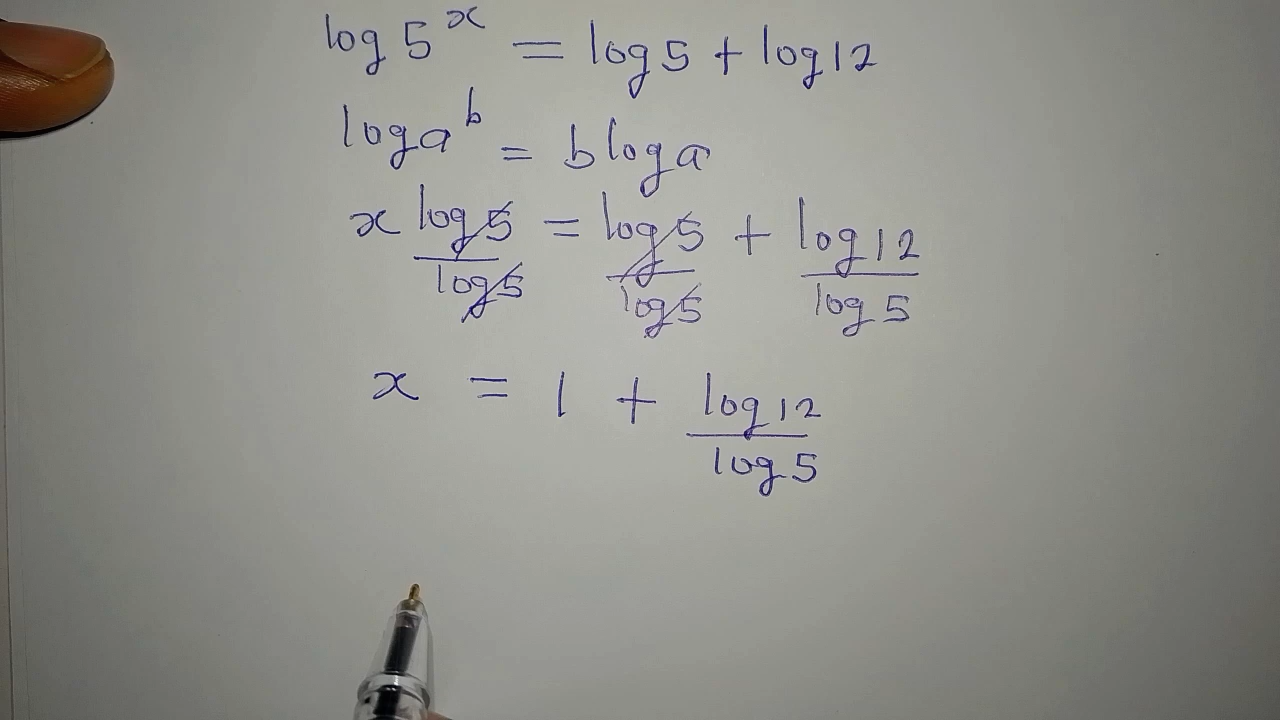 log 5^x = log 5 + log 12
log a^b = b log a
x log 5 / log 5 = log 5 / log 5 + log 12 / log 5
x = 1 + log 12 / log 5